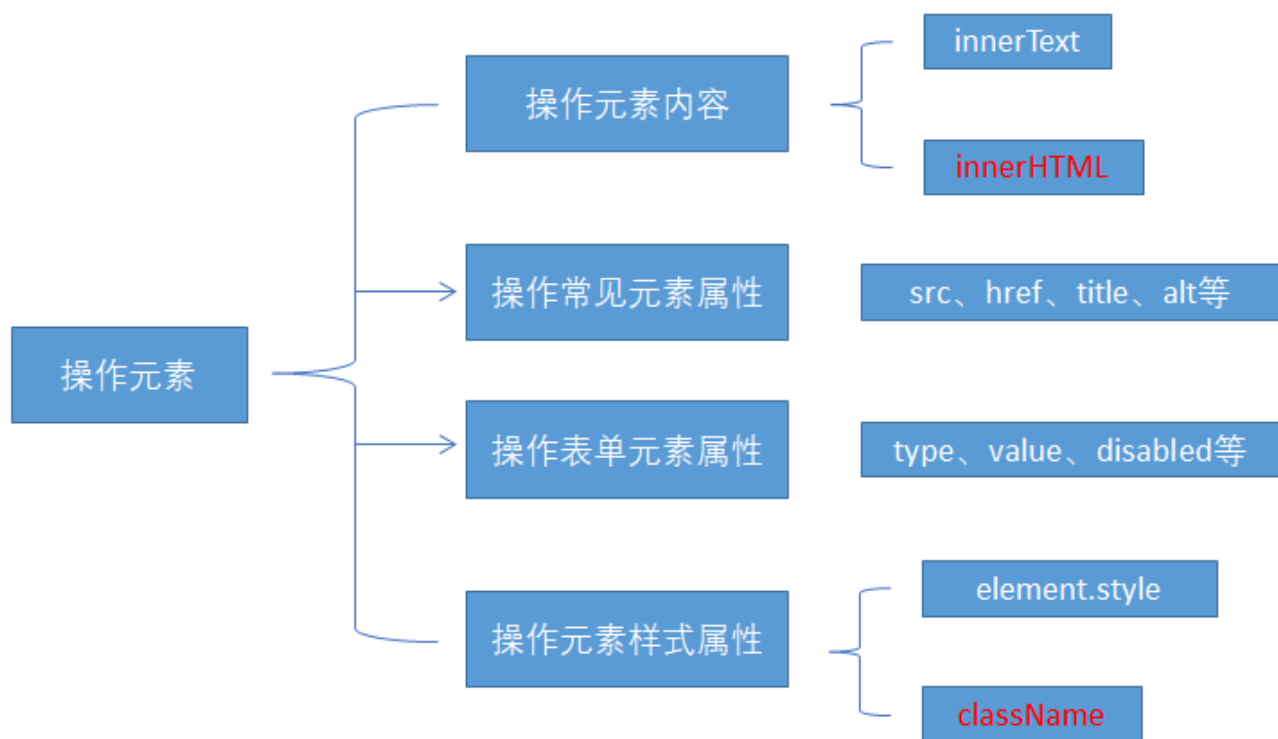 操作元素
操作元素内容
innerText
innerHTML
操作常见元素属性
src、href、title、alt等
操作表单元素属性
type、value、disabled等
操作元素样式属性
element.style
className